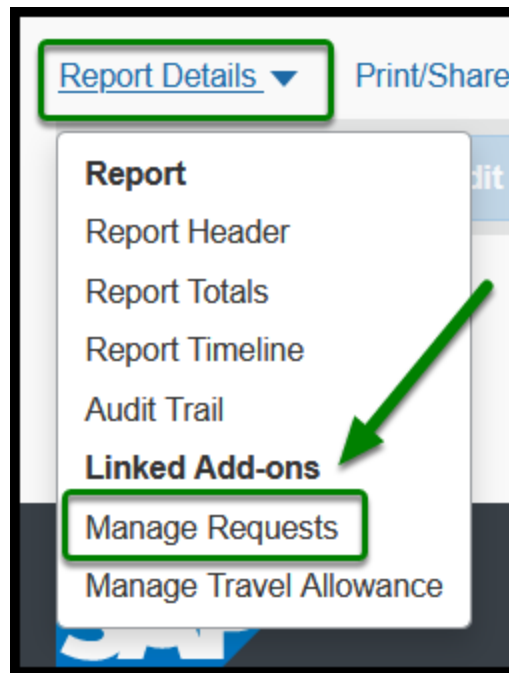 Report Details Print/Share
Report
Report Header
Report Totals
Report Timeline
Audit Trail
Linked Add-ons
Manage Requests
Manage Travel Allowance